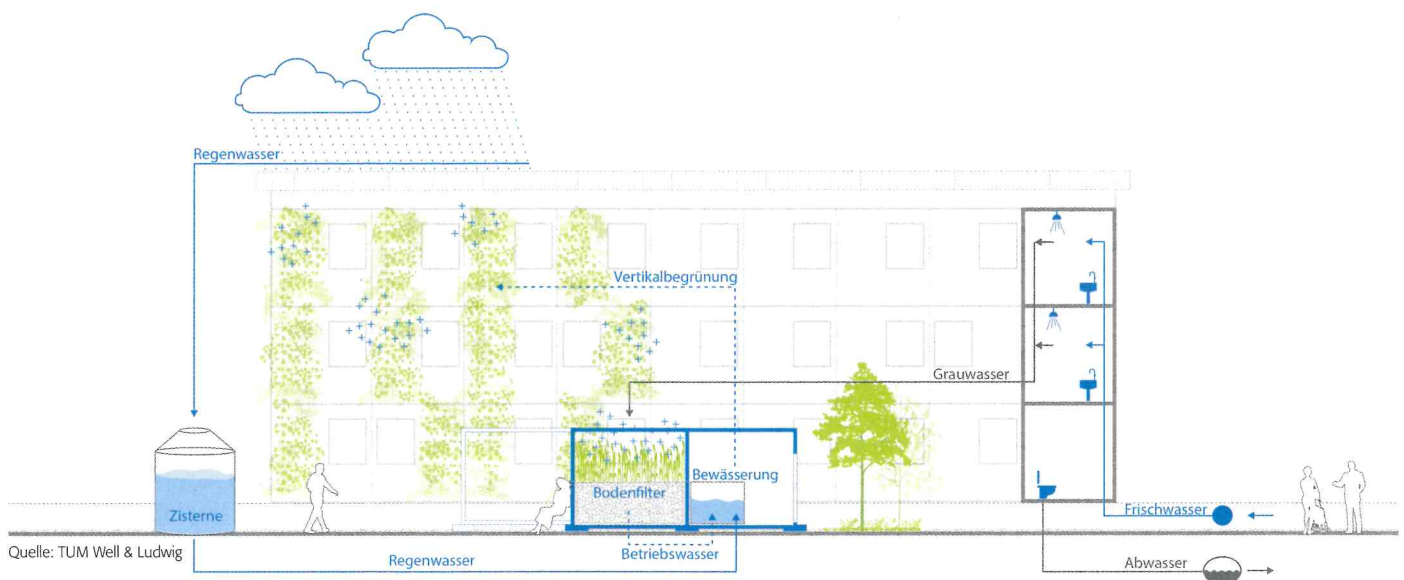 Regenwasser
Vertikalbegrünung
Grauwasser
Bewässerung
Bodenfilter
Zisterne
Frischwasser
Quelle: TUM Well & Ludwig
Betriebswasser
Regenwasser
Abwasser